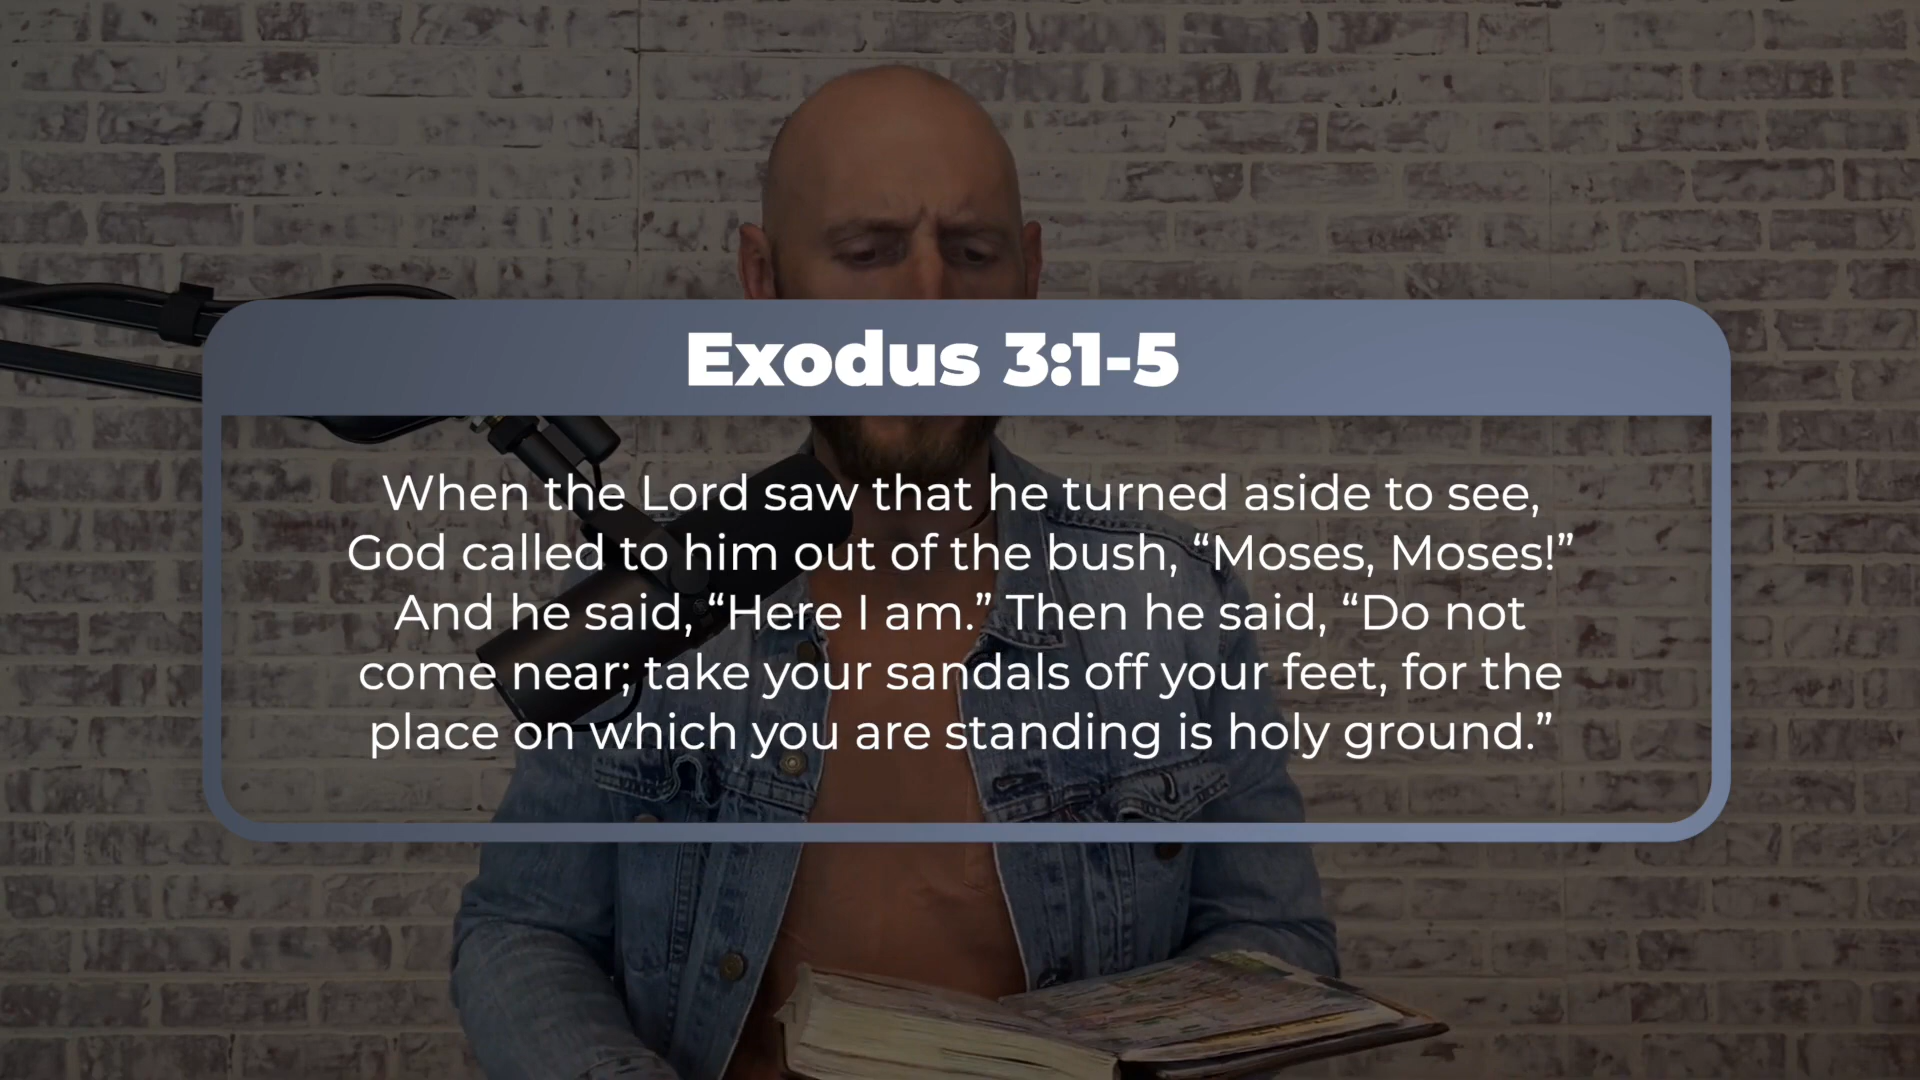 Exodus 3:1-5
When the Lord saw that he turned aside to see,
God called to him out of the bush, “Moses, Moses!”
And he said, “Here I am.” Then he said, “Do not
come near; take your sandals off your feet, for the
place on which you are standing is holy ground.”